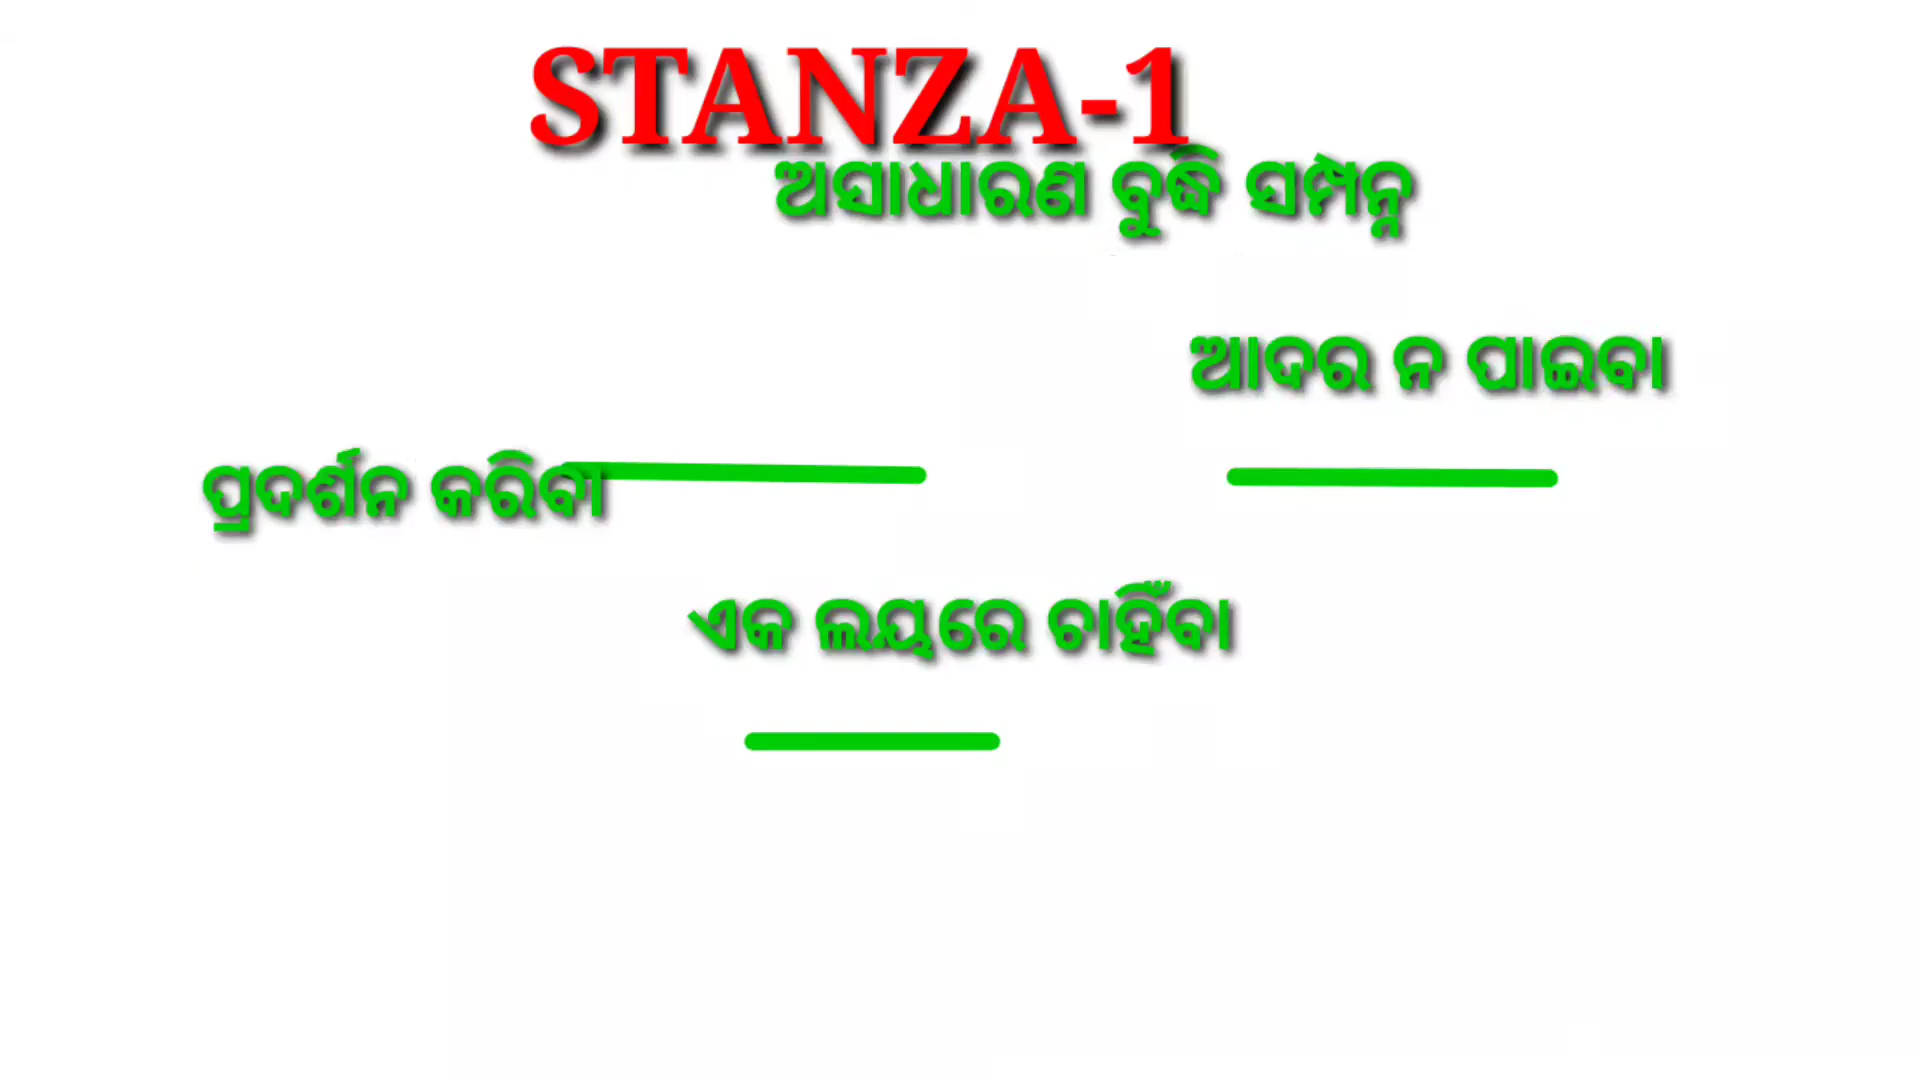 STANZA-1
ଅସାଧାରଣ ବୁଦ୍ଧି ସମ୍ପନ୍ନ
ଆଦର ନ ପାଇବା
ପ୍ରଦର୍ଶନ କରିବା
ଏକ ଲୟରେ ଚାହିଁବା